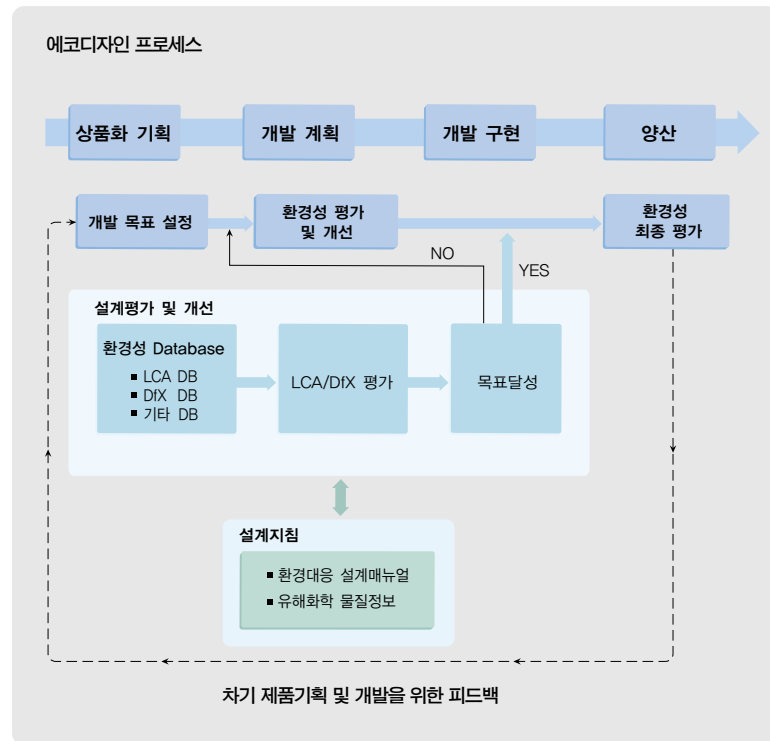 에코디자인 프로세스
상품화 기획
개발 계획
개발 구현
양산
개발 목표 설정
환경성 평가
및 개선
환경성
최종 평가
NO
YES
설계평가 및 개선
환경성 Database
▪ LCA DB
▪ DfX DB
▪ 기타 DB
LCA/DfX 평가
목표달성
설계지침
▪ 환경대응 설계매뉴얼
▪ 유해화학 물질정보
차기 제품기획 및 개발을 위한 피드백